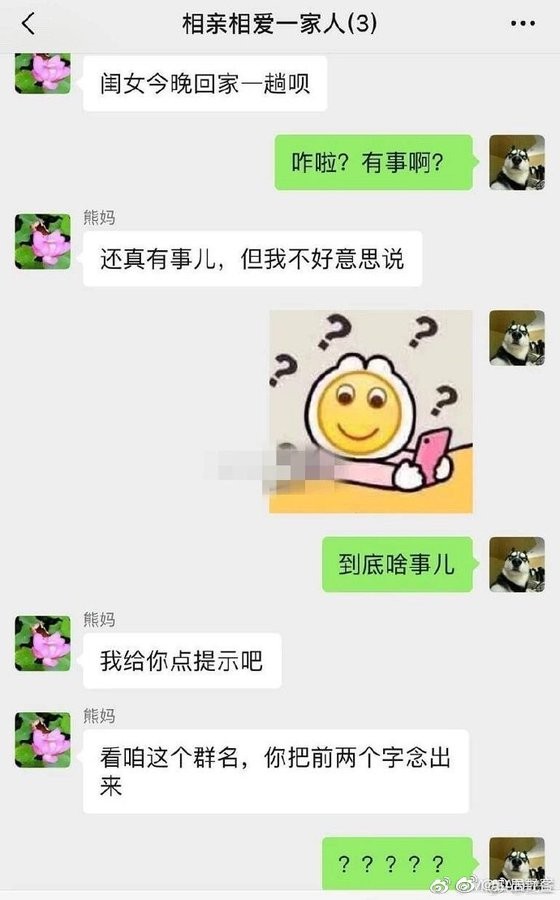 相亲相爱一家人(3)
闺女今晚回家一趟呗
咋啦？有事啊？
熊妈
还真有事儿，但我不好意思说
? ? ? ?
到底啥事儿
熊妈
我给你点提示吧
熊妈
看咱这个群名，你把前两个字念出
来
？？？？？